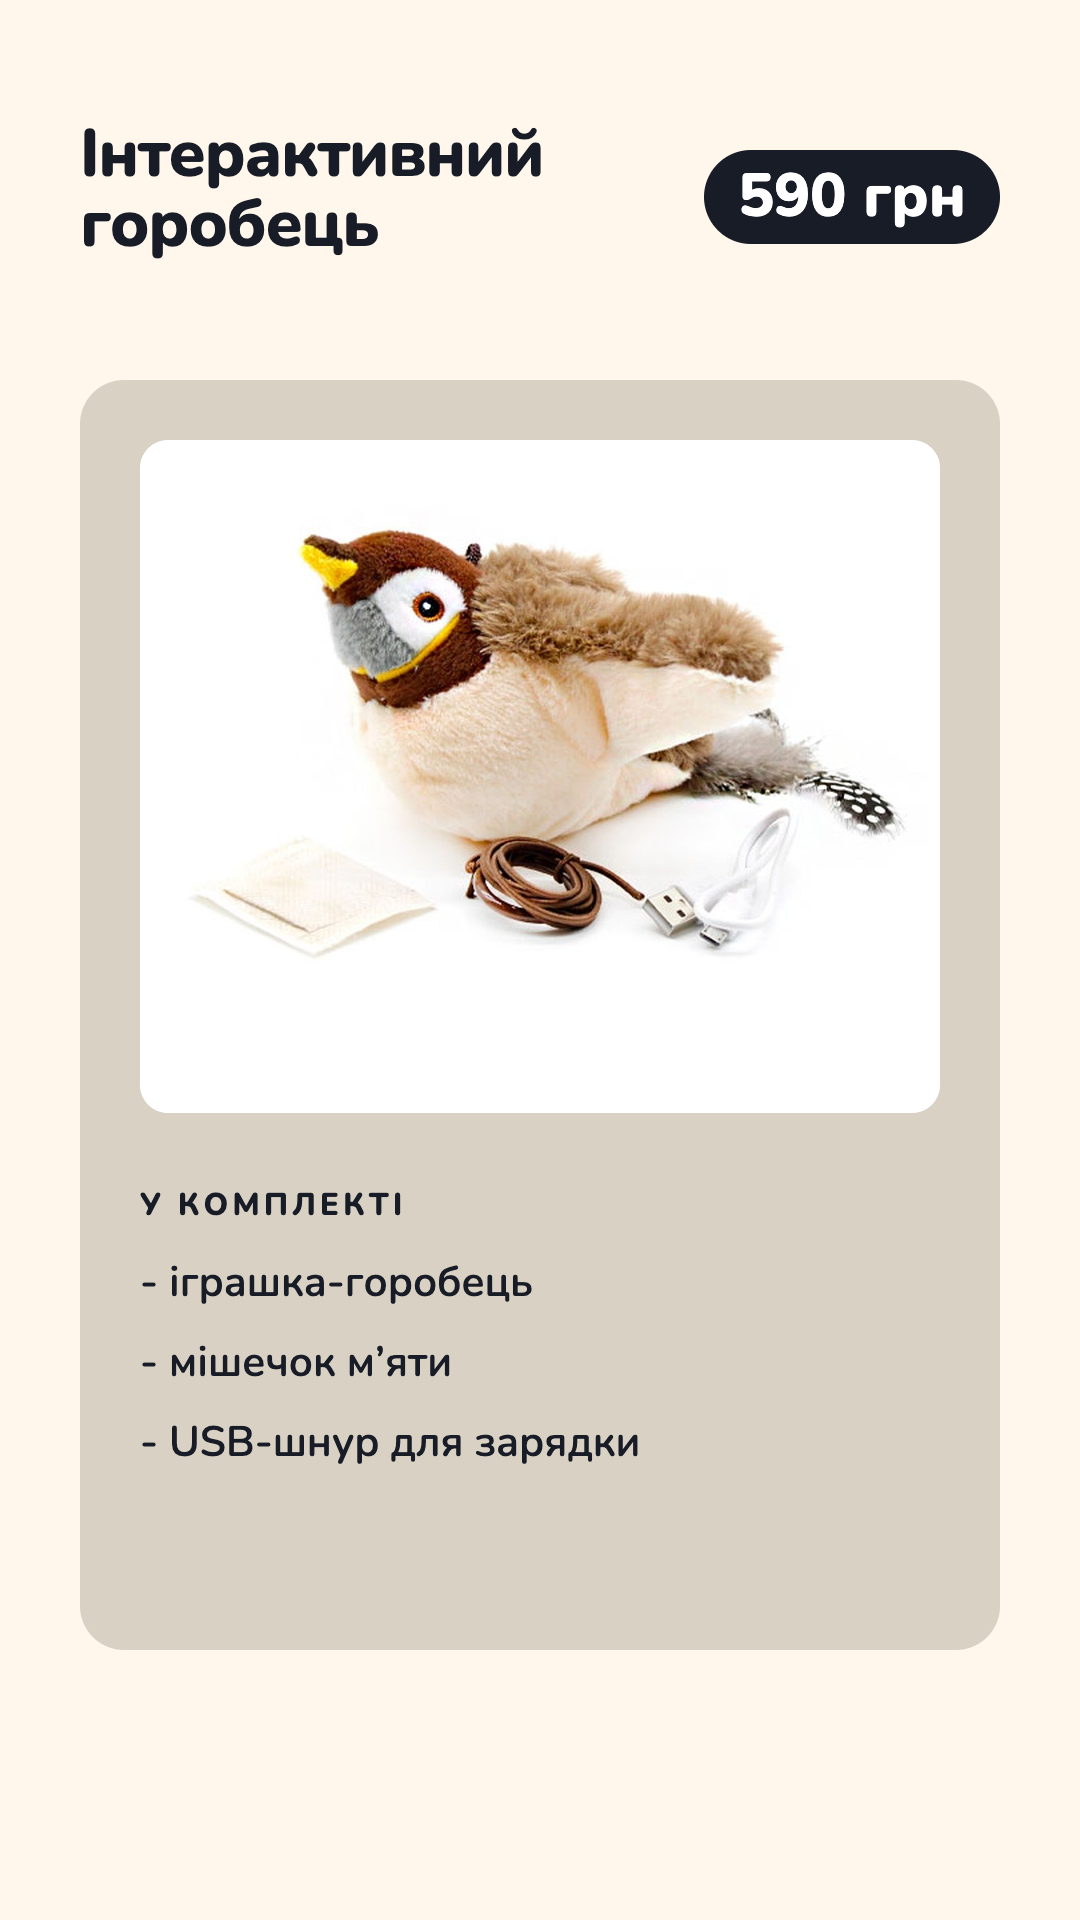 Інтерактивний
горобець
590 грн
У КОМПЛЕКТІ
- іграшка-горобець
- мішечок м’яти
- USB-шнур для зарядки